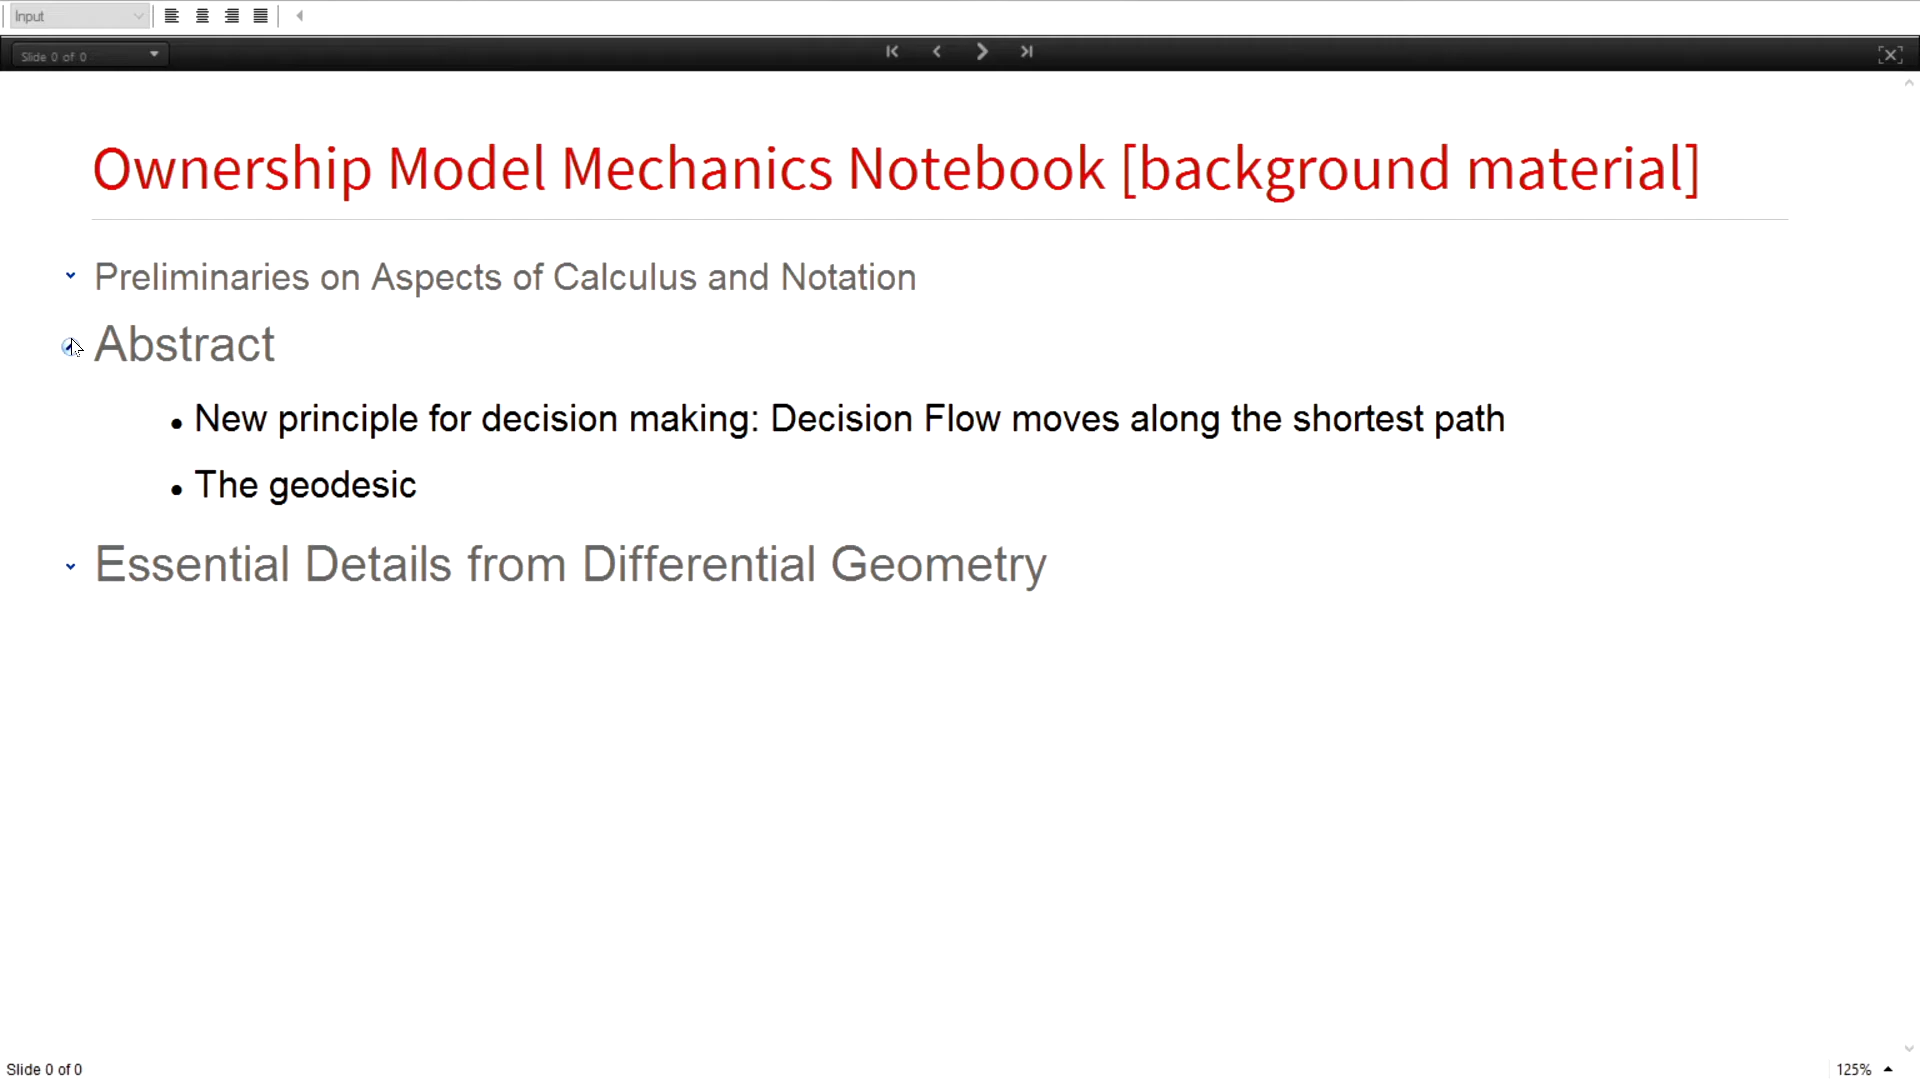 Input
Slide 0 of 0
Ownership Model Mechanics Notebook [background material]
Preliminaries on Aspects of Calculus and Notation
Abstract
• New principle for decision making: Decision Flow moves along the shortest path
• The geodesic
Essential Details from Differential Geometry
Slide 0 of 0
125%